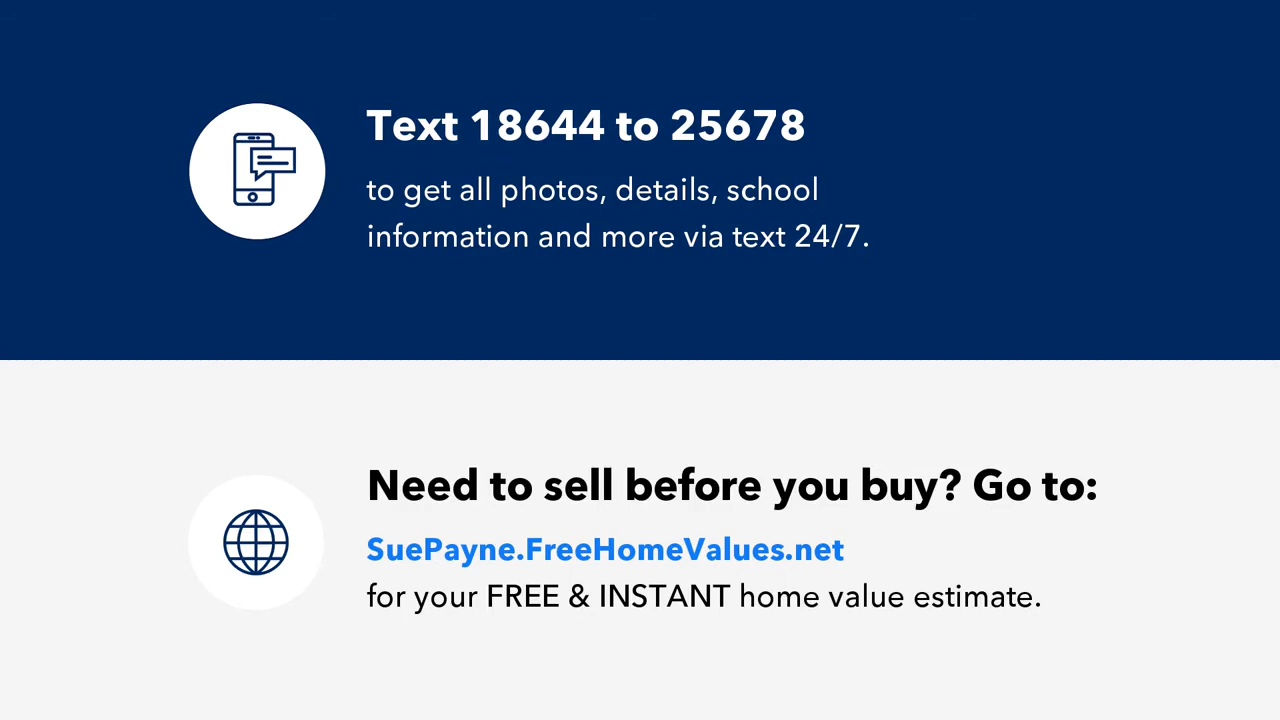 Text 18644 to 25678
to get all photos, details, school
information and more via text 24/7.
Need to sell before you buy? Go to:
SuePayne.FreeHomeValues.net
for your FREE & INSTANT home value estimate.